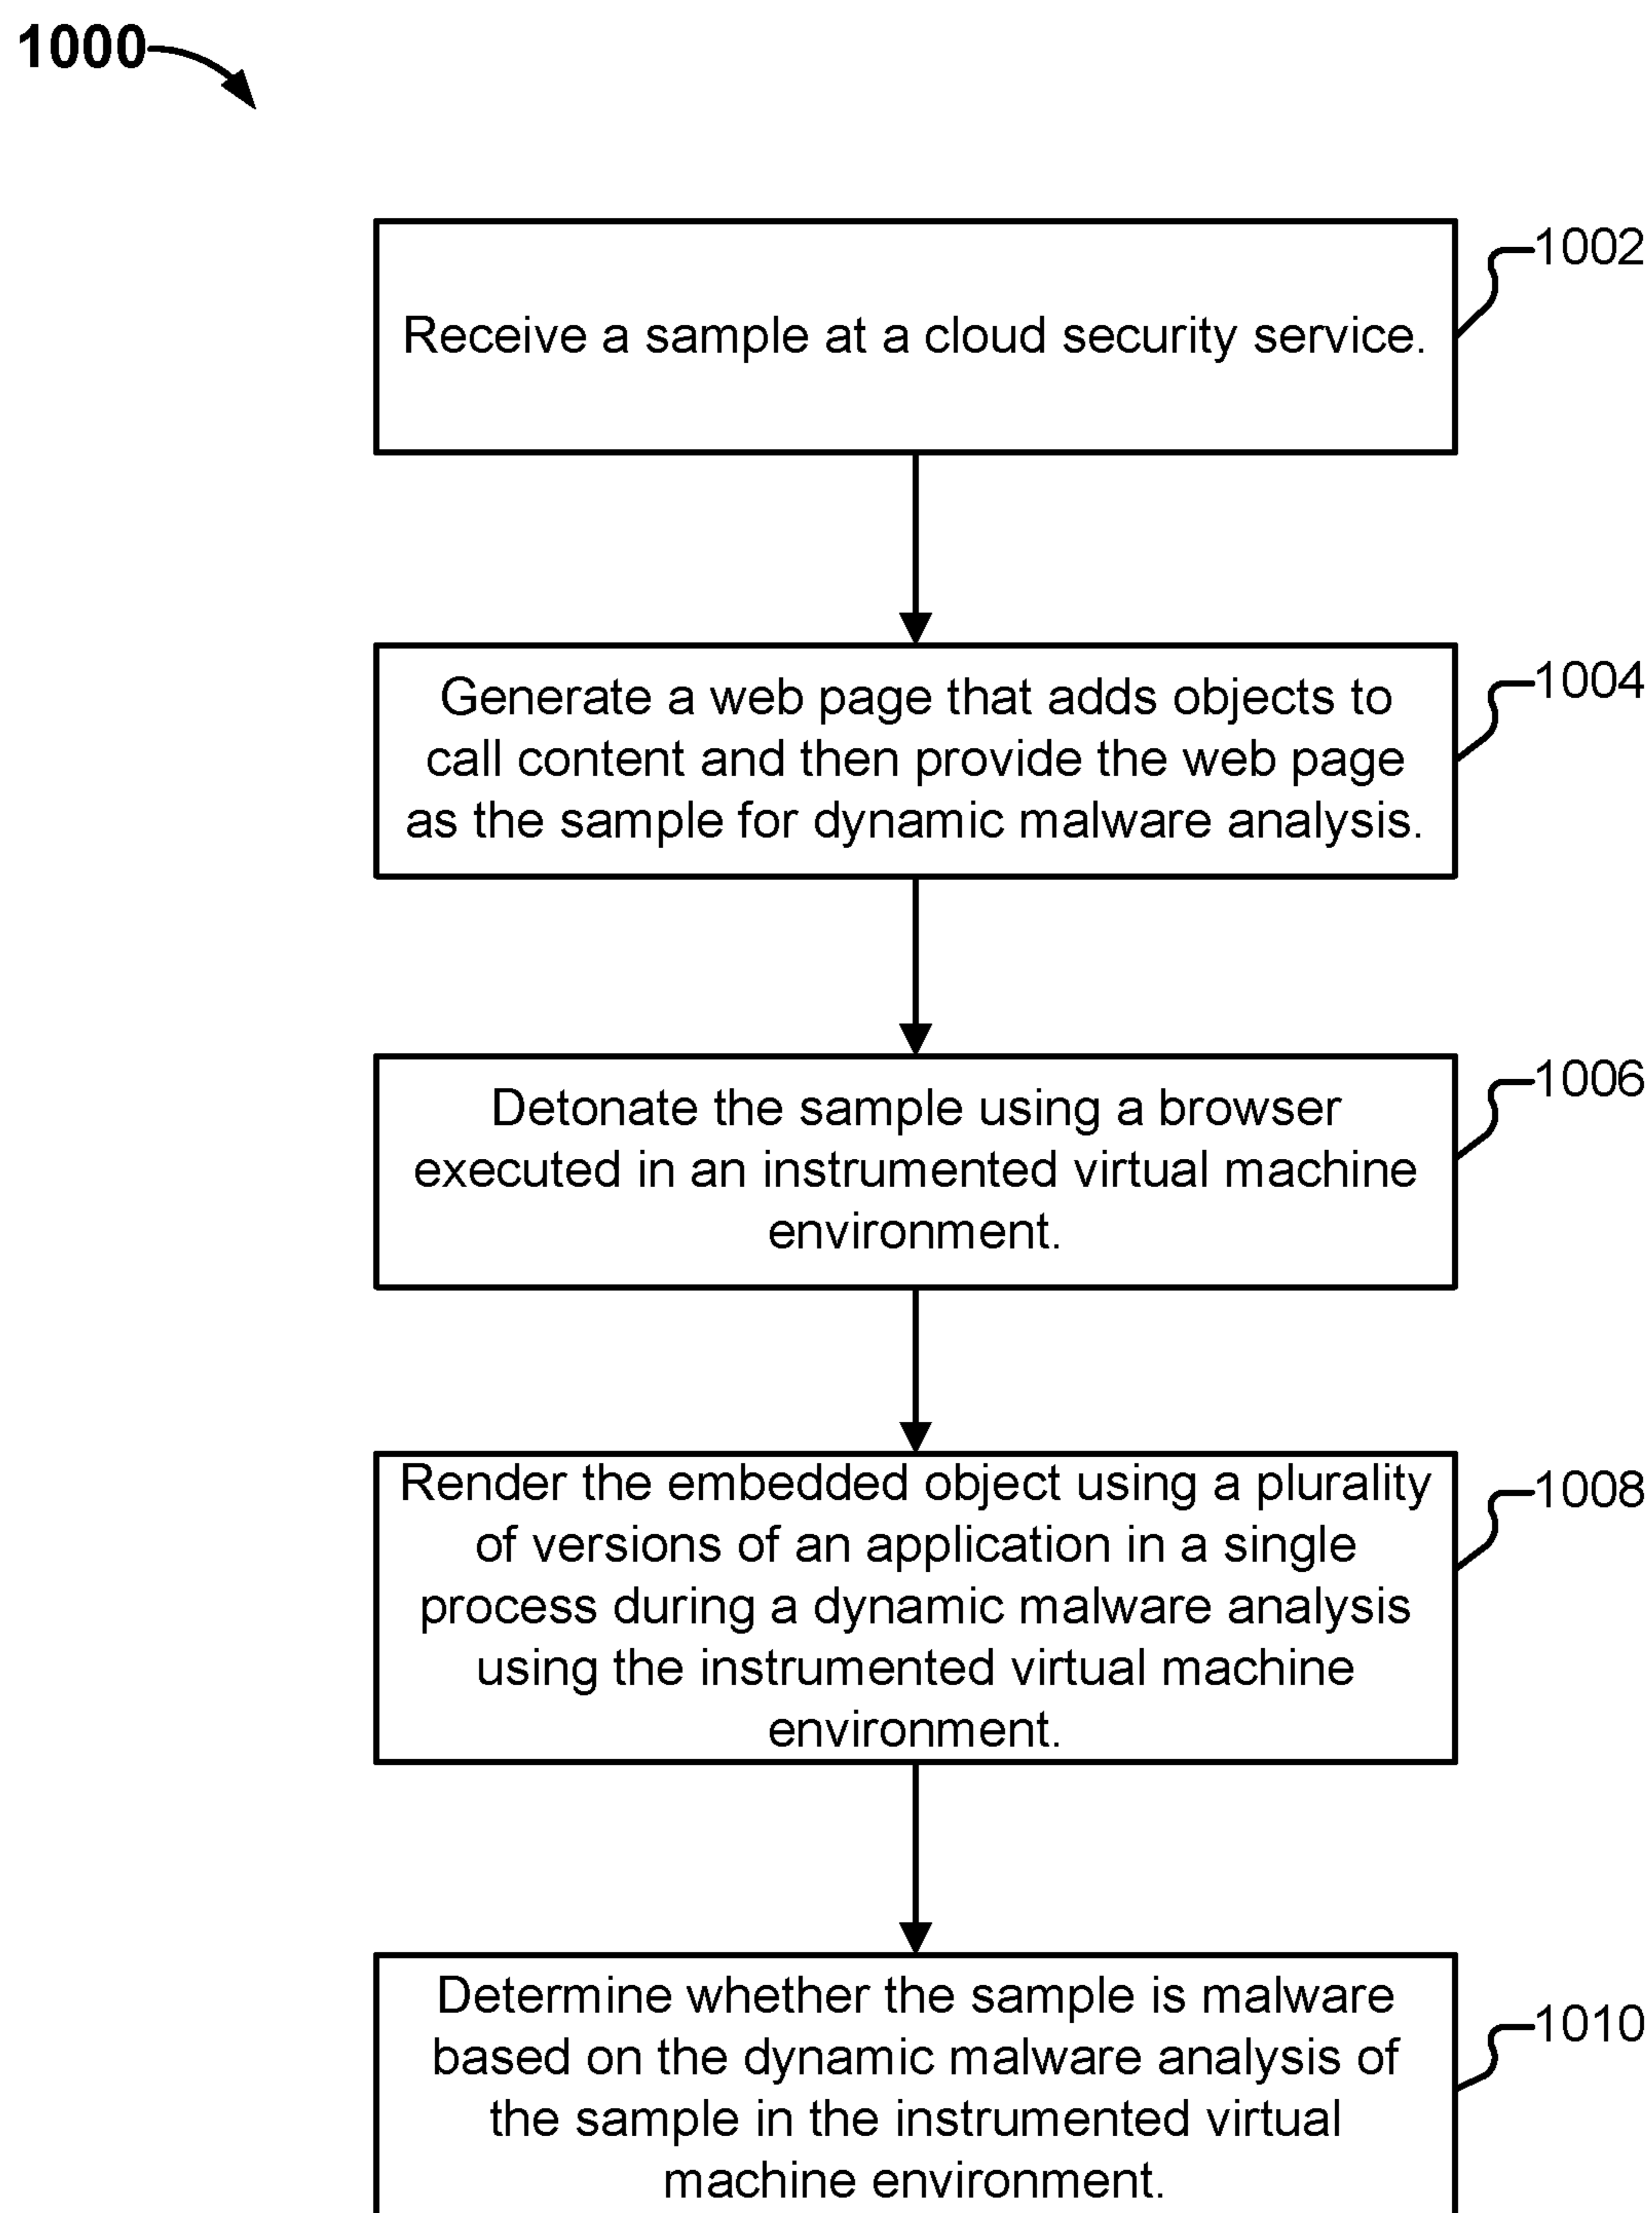 1000
1002
Receive a sample at a cloud security service.
1004
Generate a web page that adds objects to
call content and then provide the web page
as the sample for dynamic malware analysis.
1006
Detonate the sample using a browser
executed in an instrumented virtual machine
environment.
1008
Render the embedded object using a plurality
of versions of an application in a single
process during a dynamic malware analysis
using the instrumented virtual machine
environment.
1010
Determine whether the sample is malware
based on the dynamic malware analysis of
the sample in the instrumented virtual
machine environment.